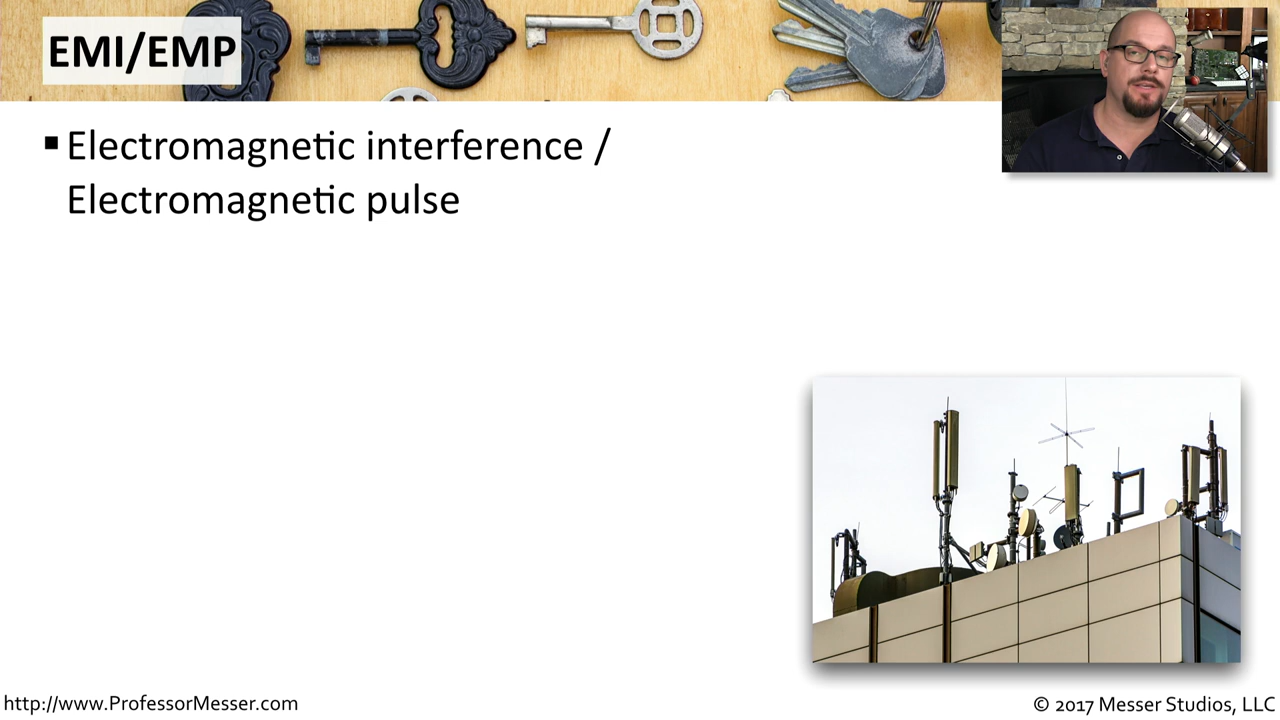 EMI/EMP
▪ Electromagnetic interference /
Electromagnetic pulse
http://www.ProfessorMesser.com
© 2017 Messer Studios, LLC